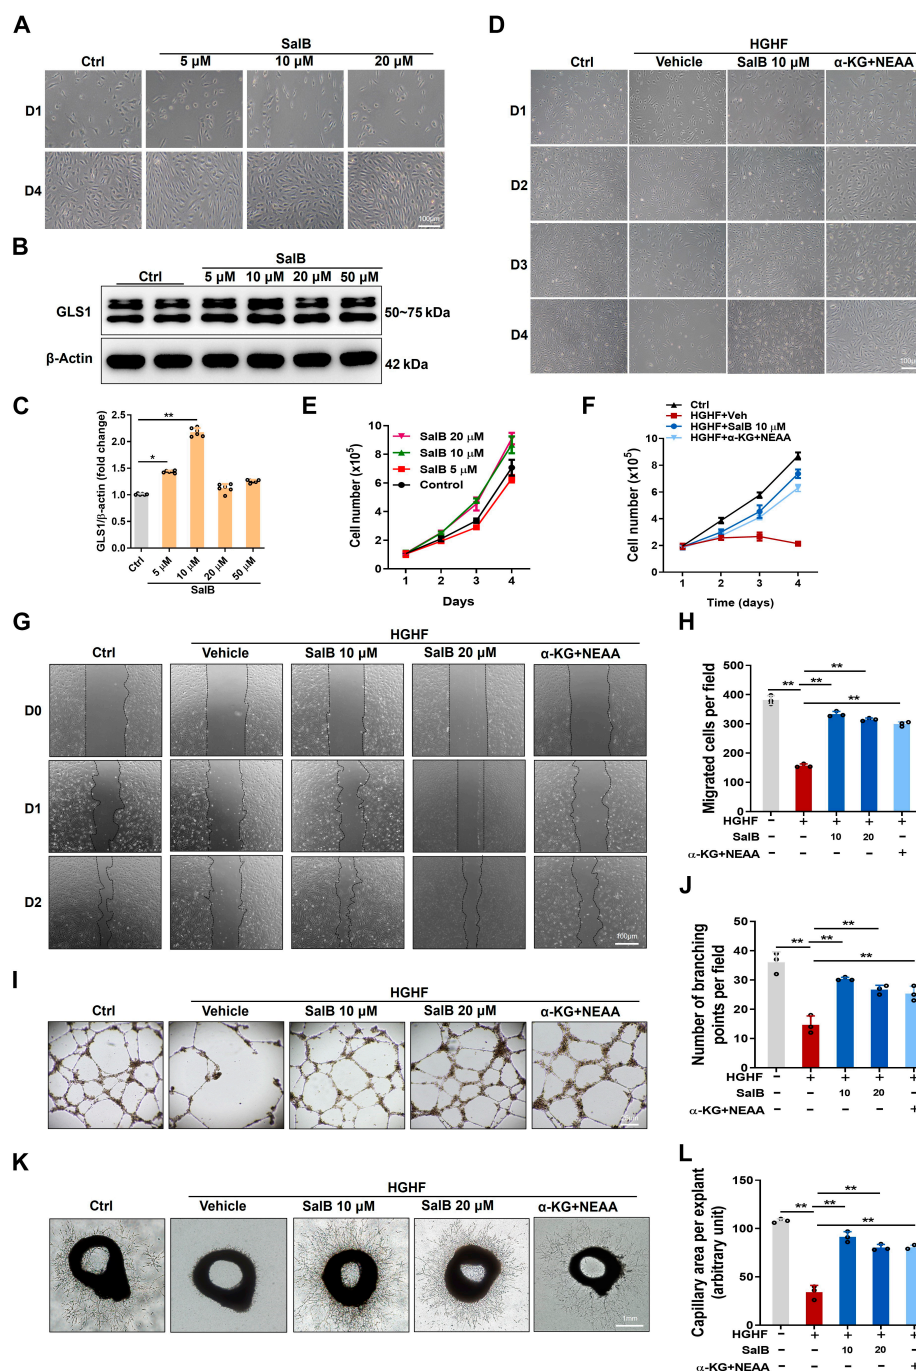 A
SalB
Ctrl
5 µM
10 µM
20 µM
D1
D4
100µm
B
SalB
Ctrl
5 µM
10 µM
20 µM
50 µM
GLS1
50~75 kDa
β-Actin
42 kDa
C
GLS1/β-actin (fold change)
2.5
2.0
1.5
1.0
0.5
0.0
*
**
Ctrl
5 µM
10 µM
20 µM
50 µM
SalB
D
HGHF
Ctrl
Vehicle
SalB 10 µM
α-KG+NEAA
D1
D2
D3
D4
100µm
E
Cell number (x10⁵)
10
8
6
4
2
0
SalB 20 µM
SalB 10 µM
SalB 5 µM
Control
1
2
3
4
Days
F
Ctrl
HGHF+Veh
HGHF+SalB 10 µM
HGHF+α-KG+NEAA
Cell number (x10⁵)
10
8
6
4
2
0
1
2
3
4
Time (days)
G
HGHF
Ctrl
Vehicle
SalB 10 µM
SalB 20 µM
α-KG+NEAA
D0
D1
D2
100µm
H
Migrated cells per field
500
400
300
200
100
0
**
**
**
**
HGHF − + + + +
SalB − − 10 20 −
α-KG+NEAA − − − − +
I
HGHF
Ctrl
Vehicle
SalB 10 µM
SalB 20 µM
α-KG+NEAA
J
Number of branching
points per field
50
40
30
20
10
0
**
**
**
**
HGHF − + + + +
SalB − − 10 20 −
α-KG+NEAA − − − − +
K
HGHF
Ctrl
Vehicle
SalB 10 µM
SalB 20 µM
α-KG+NEAA
1mm
L
Capillary area per explant
(arbitrary unit)
150
100
50
0
**
**
**
**
HGHF − + + + +
SalB − − 10 20 −
α-KG+NEAA − − − − +